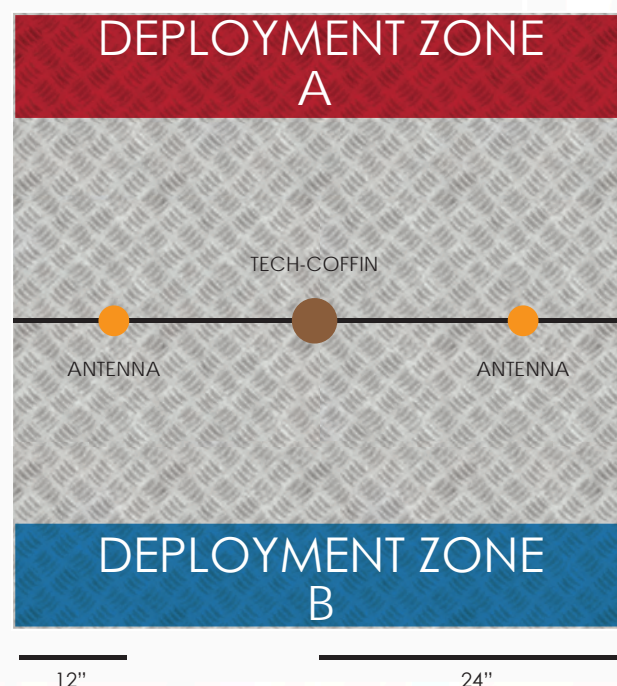 DEPLOYMENT ZONE
A
TECH-COFFIN
ANTENNA
ANTENNA
DEPLOYMENT ZONE
B
12”
24”